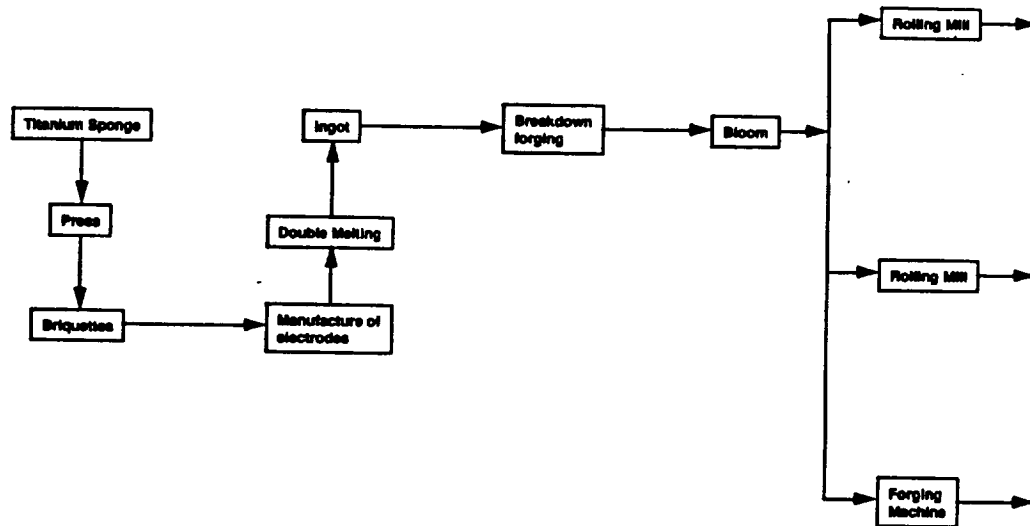 Titanium Sponge
Press
Briquettes
Manufacture of
electrodes
Double Melting
Ingot
Breakdown
forging
Bloom
Rolling Mill
Rolling Mill
Forging
Machine